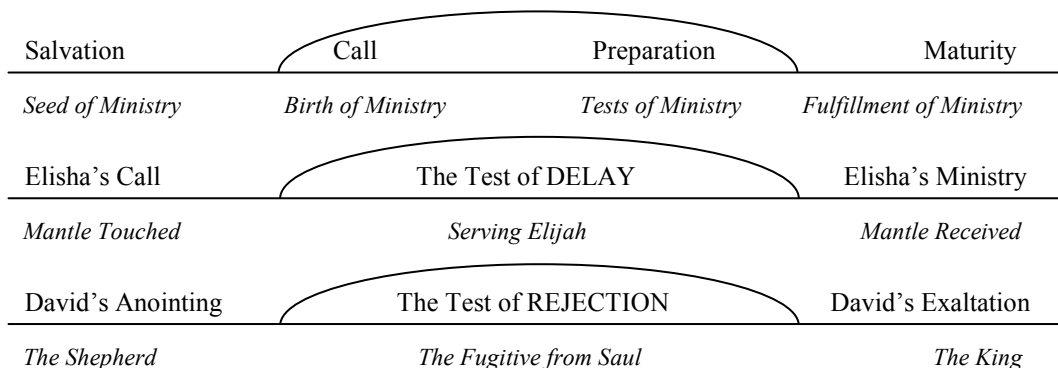 Salvation Call Preparation Maturity
Seed of Ministry Birth of Ministry Tests of Ministry Fulfillment of Ministry
Elisha’s Call The Test of DELAY Elisha’s Ministry
Mantle Touched Serving Elijah Mantle Received
David’s Anointing The Test of REJECTION David’s Exaltation
The Shepherd The Fugitive from Saul The King